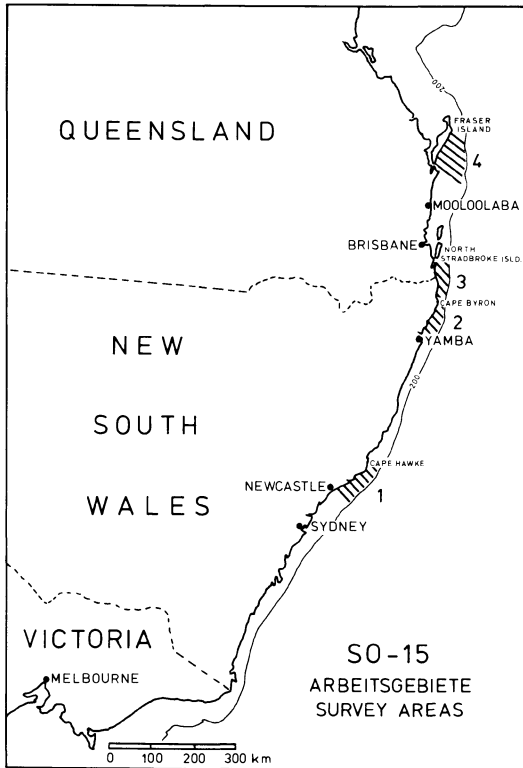 200
FRASER
ISLAND
QUEENSLAND
4
MOOLOOLABA
BRISBANE
NORTH
STRADBROKE ISLD.
3
CAPE BYRON
2
YAMBA
NEW
200
SOUTH
CAPE HAWKE
NEWCASTLE
1
WALES
SYDNEY
VICTORIA
MELBOURNE
SO-15
ARBEITSGEBIETE
SURVEY AREAS
0 100 200 300 km